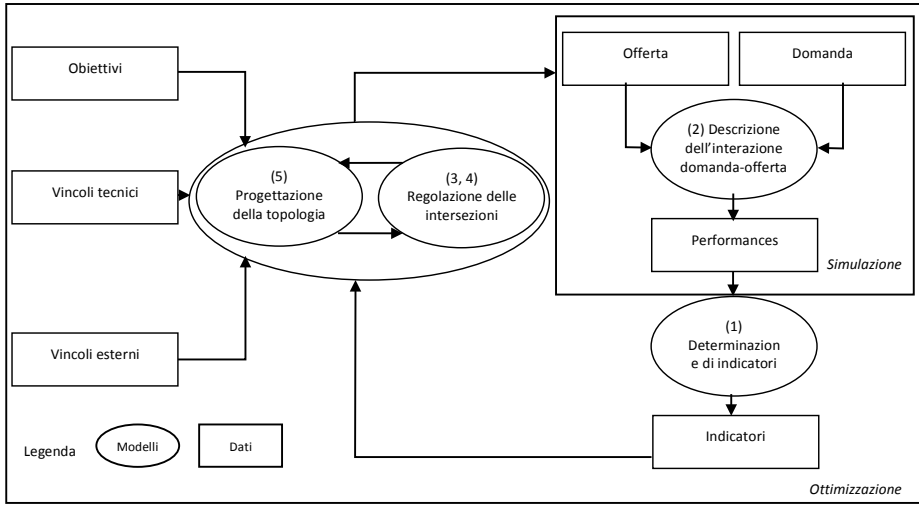 Obiettivi
Vincoli tecnici
Vincoli esterni
(5)
Progettazione
della topologia
(3, 4)
Regolazione delle
intersezioni
Offerta
Domanda
(2) Descrizione
dell'interazione
domanda-offerta
Performances
Simulazione
(1)
Determinazion
e di indicatori
Indicatori
Legenda
Modelli
Dati
Ottimizzazione